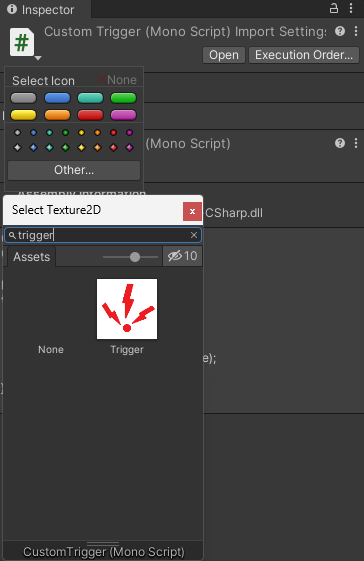 Inspector
Custom Trigger (Mono Script) Import Settings
Open
Execution Order...
Select Icon
None
(Mono Script)
Other...
Assembly Information
Select Texture2D
x
CSharp.dll
trigger
Assets
10
None
Trigger
e);
CustomTrigger (Mono Script)